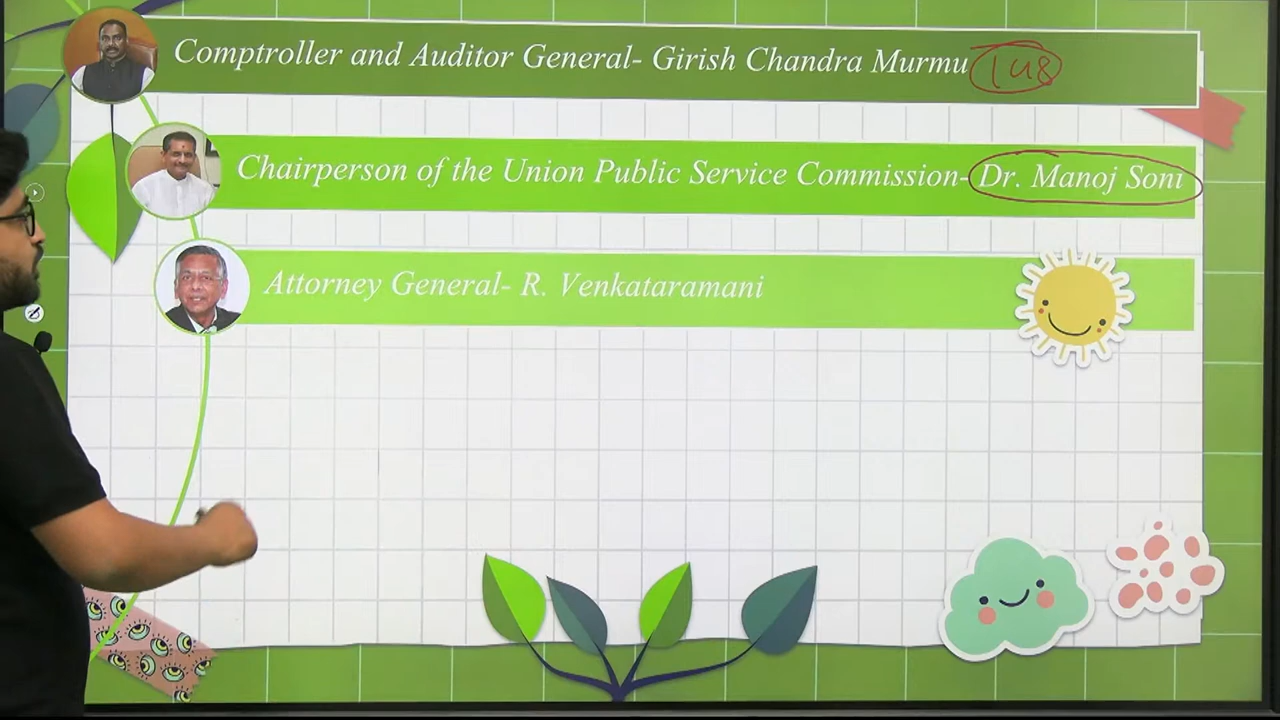 Comptroller and Auditor General- Girish Chandra Murmu 148
Chairperson of the Union Public Service Commission- Dr. Manoj Soni
Attorney General- R. Venkataramani